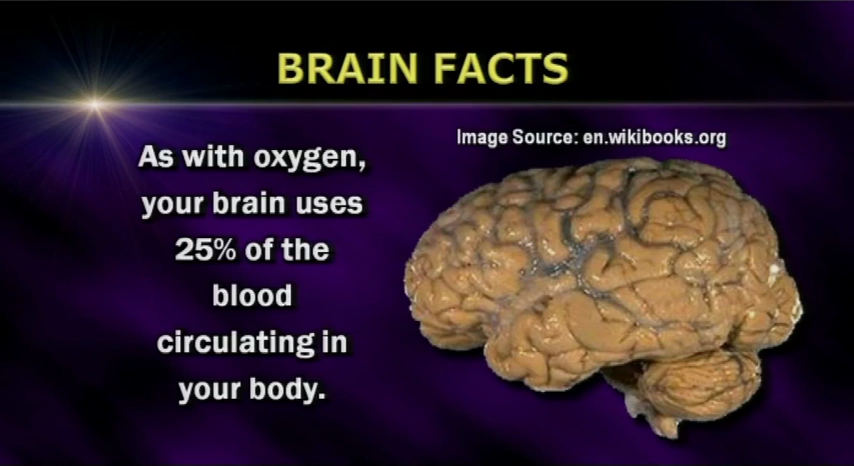 BRAIN FACTS
Image Source: en.wikibooks.org
As with oxygen,
your brain uses
25% of the
blood
circulating in
your body.